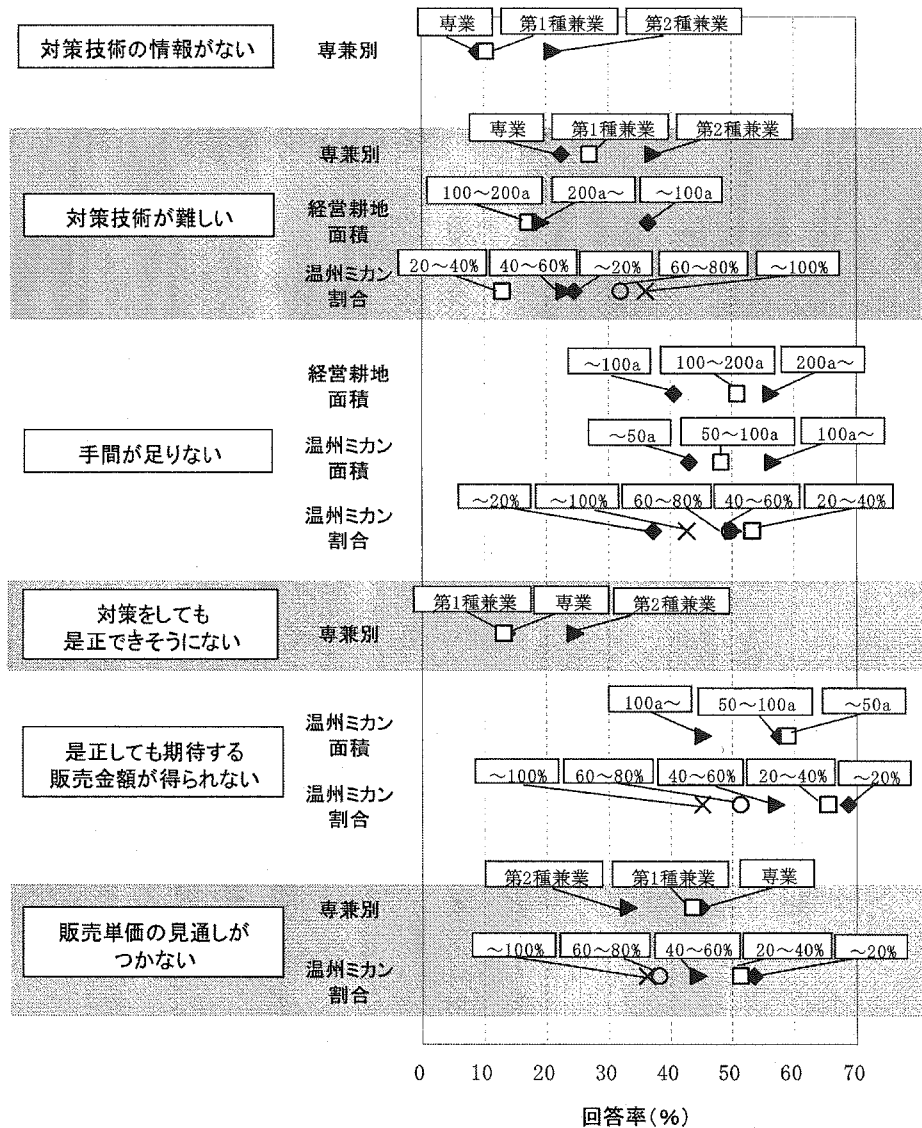 専業 第1種兼業 第2種兼業
対策技術の情報がない 専兼別
専業 第1種兼業 第2種兼業
専兼別
100～200a 200a～ ～100a
対策技術が難しい 経営耕地
面積
20～40% 40～60% ～20% 60～80% ～100%
温州ミカン
割合
～100a 100～200a 200a～
経営耕地
面積
～50a 50～100a 100a～
手間が足りない 温州ミカン
面積
～20% ～100% 60～80% 40～60% 20～40%
温州ミカン
割合
対策をしても
是正できそうにない
第1種兼業 専業 第2種兼業
専兼別
100a～ 50～100a ～50a
温州ミカン
面積
是正しても期待する
販売金額が得られない
～100% 60～80% 40～60% 20～40% ～20%
温州ミカン
割合
第2種兼業 第1種兼業 専業
専兼別
販売単価の見通しが
つかない
～100% 60～80% 40～60% 20～40% ～20%
温州ミカン
割合
0 10 20 30 40 50 60 70
回答率(%)